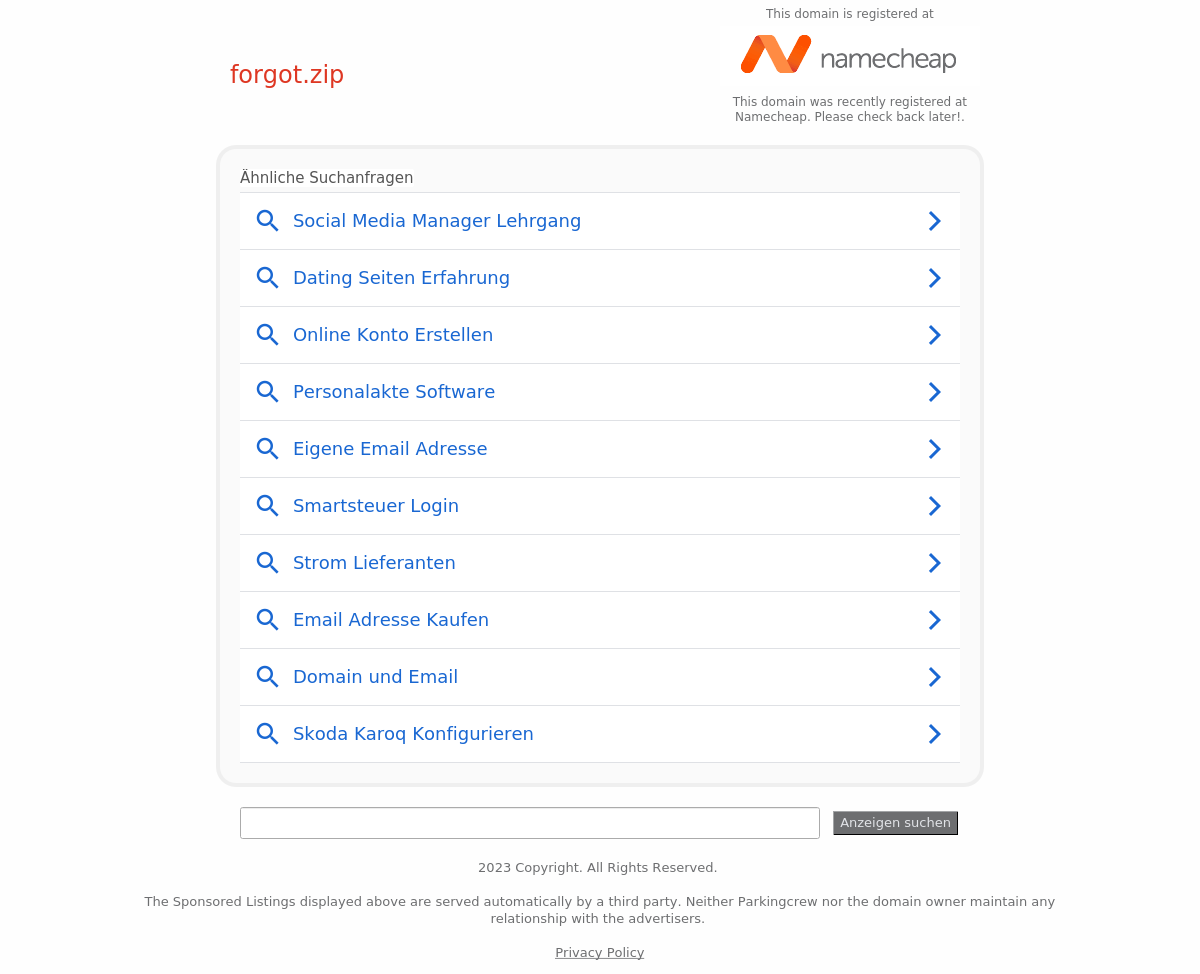 This domain is registered at
namecheap
forgot.zip
This domain was recently registered at
Namecheap. Please check back later!.
Ähnliche Suchanfragen
Social Media Manager Lehrgang
Dating Seiten Erfahrung
Online Konto Erstellen
Personalakte Software
Eigene Email Adresse
Smartsteuer Login
Strom Lieferanten
Email Adresse Kaufen
Domain und Email
Skoda Karoq Konfigurieren
Anzeigen suchen
2023 Copyright. All Rights Reserved.
The Sponsored Listings displayed above are served automatically by a third party. Neither Parkingcrew nor the domain owner maintain any
relationship with the advertisers.
Privacy Policy